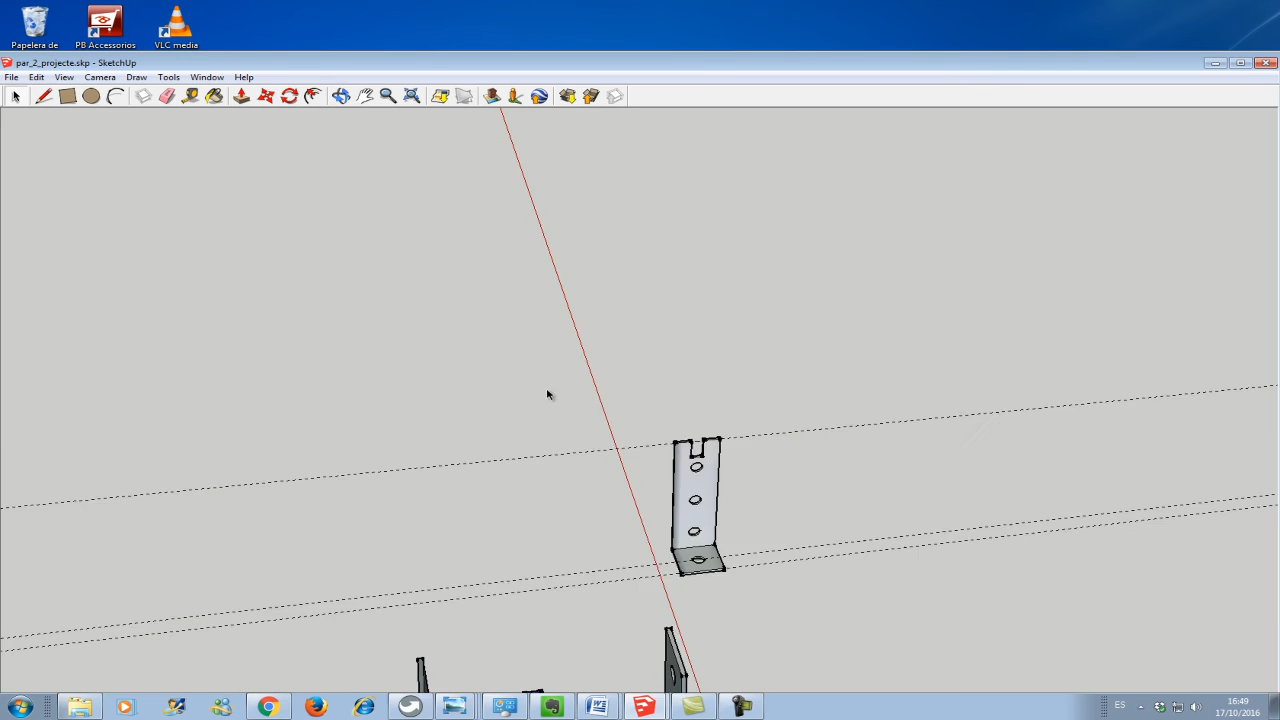 Papelera de
PB Accessorios
VLC media
par_2_projecte.skp - SketchUp
File Edit View Camera Draw Tools Window Help
ES
16:49
17/10/2016